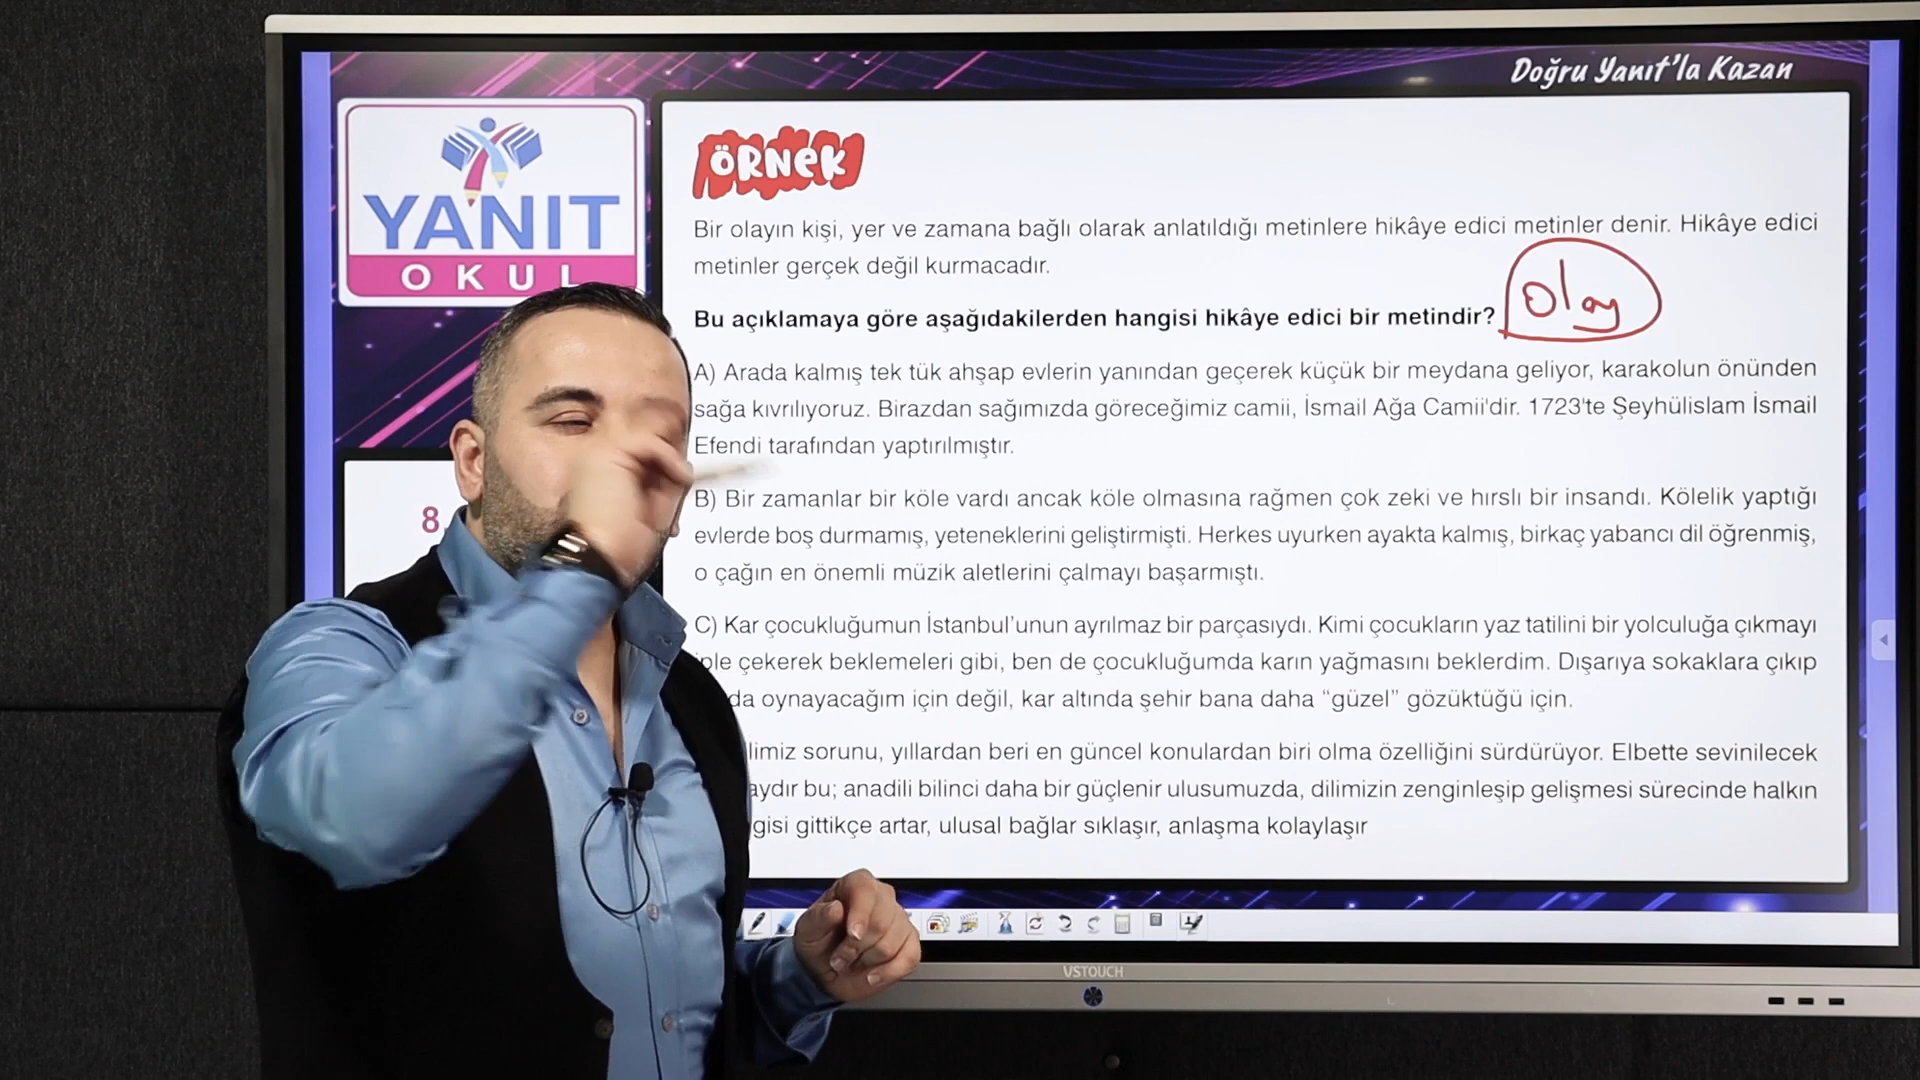 Doğru Yanıt'la Kazan
YANIT
OKUL
ÖRNEK
Bir olayın kişi, yer ve zamana bağlı olarak anlatıldığı metinlere hikâye edici metinler denir. Hikâye edici
metinler gerçek değil kurmacadır.
Bu açıklamaya göre aşağıdakilerden hangisi hikâye edici bir metindir?
Olay
A) Arada kalmış tek tük ahşap evlerin yanından geçerek küçük bir meydana geliyor, karakolun önünden
sağa kıvrılıyoruz. Birazdan sağımızda göreceğimiz camii, İsmail Ağa Camii'dir. 1723'te Şeyhülislam İsmail
Efendi tarafından yaptırılmıştır.
8.
B) Bir zamanlar bir köle vardı ancak köle olmasına rağmen çok zeki ve hırslı bir insandı. Kölelik yaptığı
evlerde boş durmamış, yeteneklerini geliştirmişti. Herkes uyurken ayakta kalmış, birkaç yabancı dil öğrenmiş,
o çağın en önemli müzik aletlerini çalmayı başarmıştı.
C) Kar çocukluğumun İstanbul'unun ayrılmaz bir parçasıydı. Kimi çocukların yaz tatilini bir yolculuğa çıkmayı
iple çekerek beklemeleri gibi, ben de çocukluğumda karın yağmasını beklerdim. Dışarıya sokaklara çıkıp
oynayacağım için değil, kar altında şehir bana daha “güzel” gözüktüğü için.
sorunu, yıllardan beri en güncel konulardan biri olma özelliğini sürdürüyor. Elbette sevinilecek
bu; anadili bilinci daha bir güçlenir ulusumuzda, dilimizin zenginleşip gelişmesi sürecinde halkın
gittikçe artar, ulusal bağlar sıklaşır, anlaşma kolaylaşır
VSTOUCH